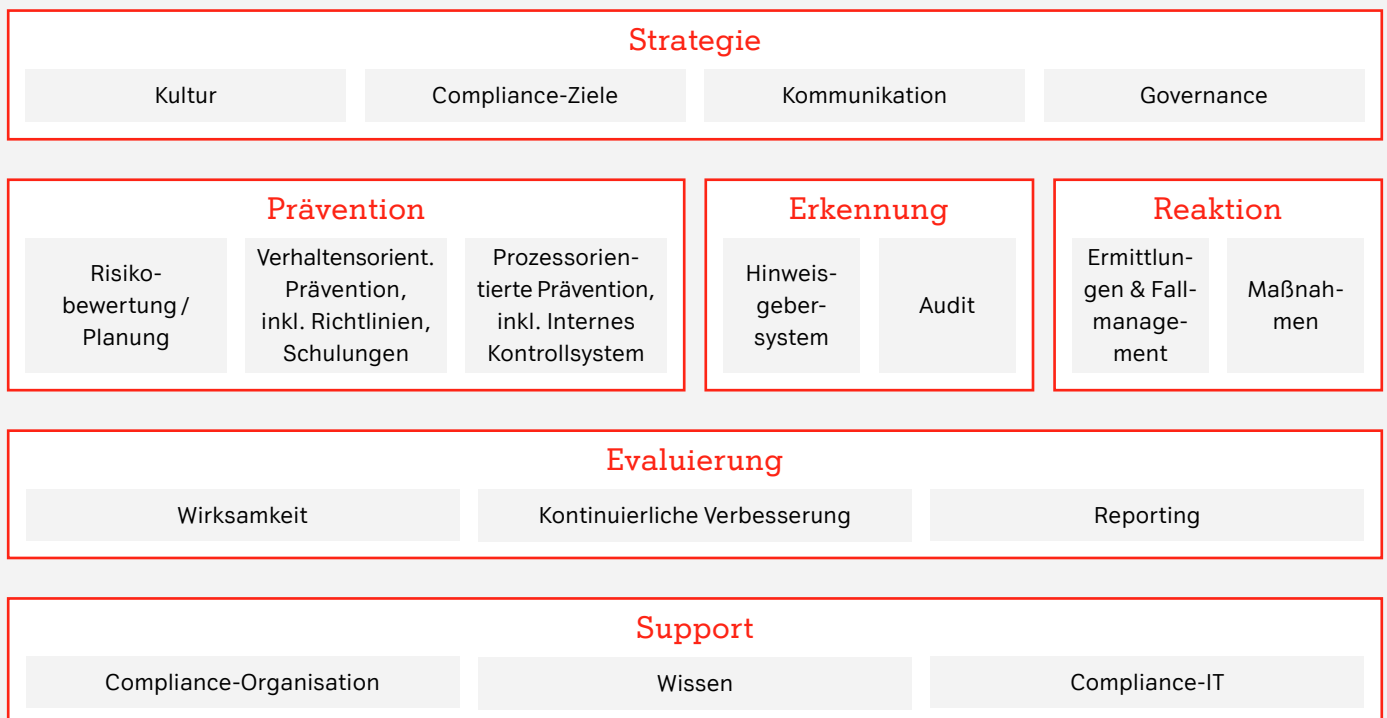 Strategie
Kultur
Compliance-Ziele
Kommunikation
Governance
Prävention
Risiko-
bewertung /
Planung
Verhaltensorient.
Prävention,
inkl. Richtlinien,
Schulungen
Prozessorien-
tierte Prävention,
inkl. Internes
Kontrollsystem
Erkennung
Hinweis-
geber-
system
Audit
Reaktion
Ermittlun-
gen & Fall-
manage-
ment
Maßnah-
men
Evaluierung
Wirksamkeit
Kontinuierliche Verbesserung
Reporting
Support
Compliance-Organisation
Wissen
Compliance-IT